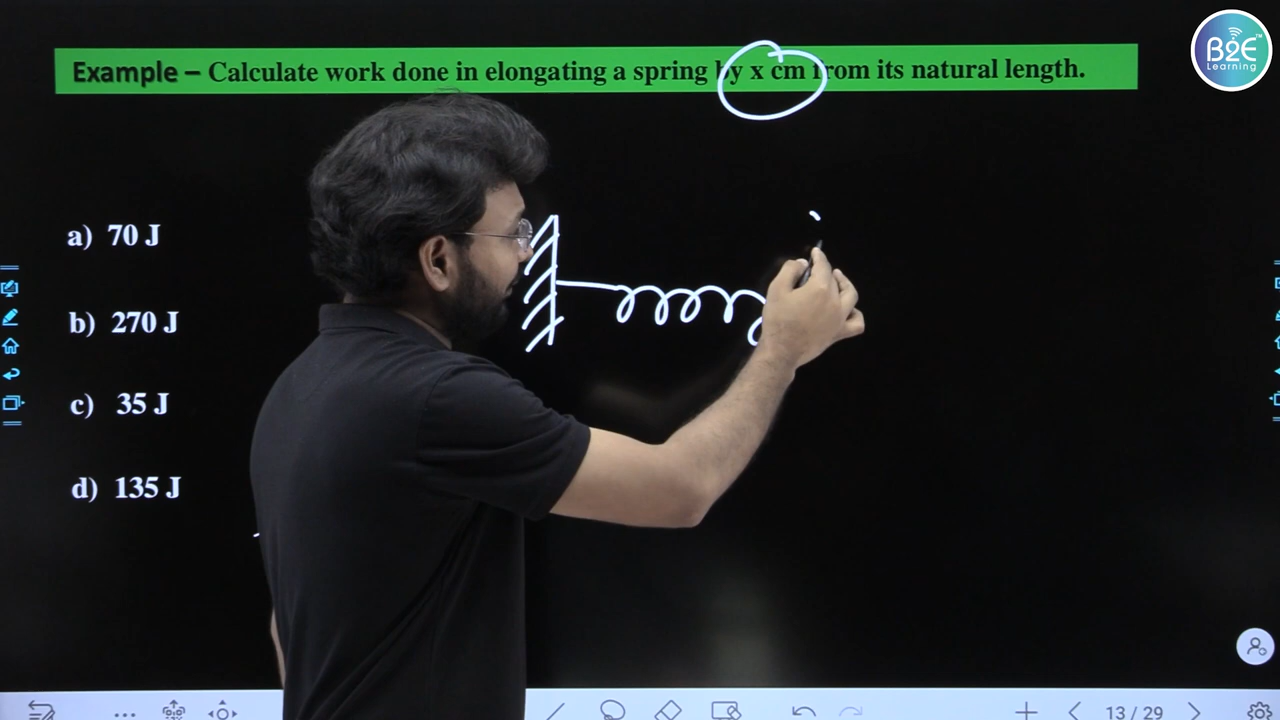 B2E
Learning
Example – Calculate work done in elongating a spring by x cm from its natural length.
a) 70 J
b) 270 J
c) 35 J
d) 135 J
13 / 29